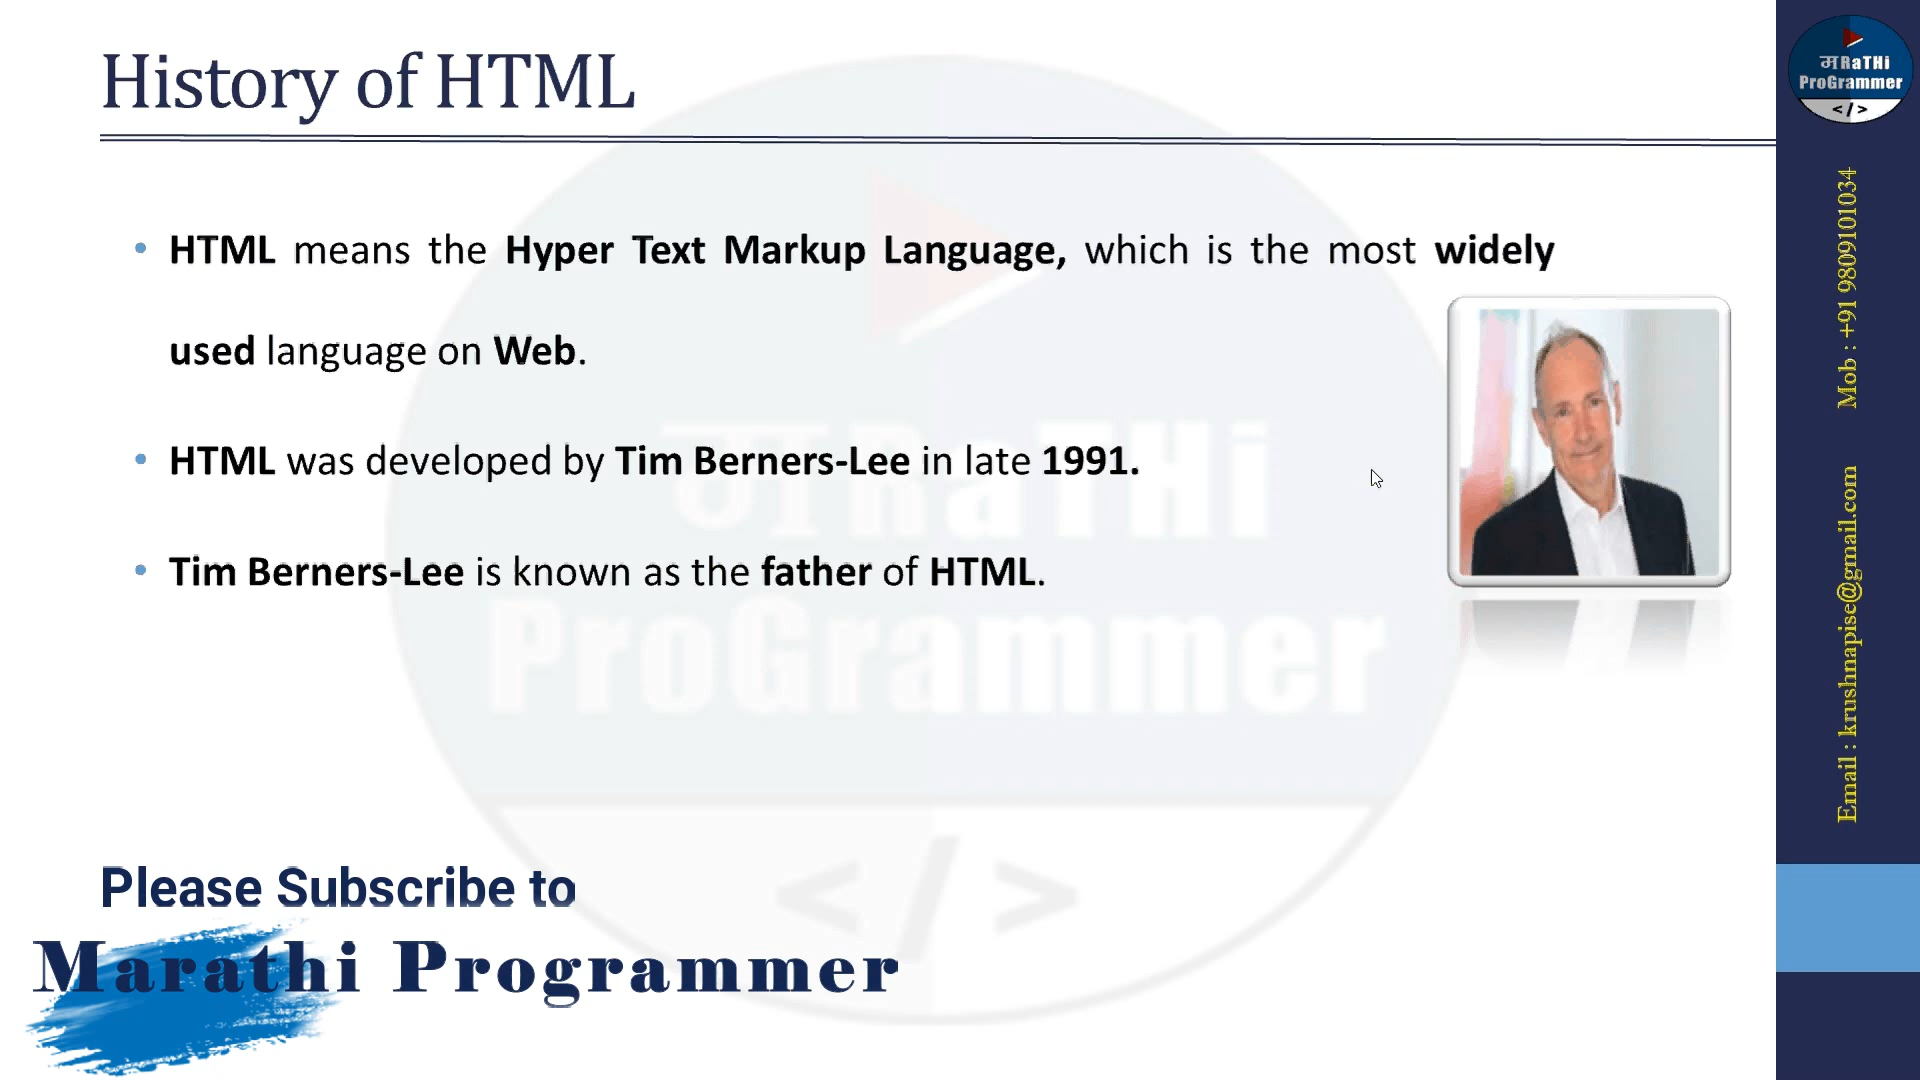 History of HTML
• HTML means the Hyper Text Markup Language, which is the most widely
used language on Web.
• HTML was developed by Tim Berners-Lee in late 1991.
• Tim Berners-Lee is known as the father of HTML.
Please Subscribe to
Marathi Programmer
मRaTHi
ProGrammer
</>
मRaTHi
ProGrammer
</>
Mob : +91 9809101034
Email : krushnapise@gmail.com